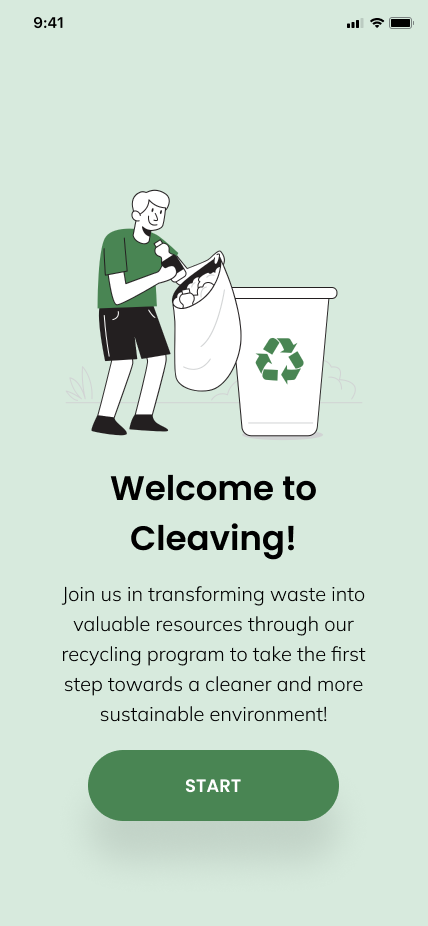 9:41
Welcome to
Cleaving!
Join us in transforming waste into
valuable resources through our
recycling program to take the first
step towards a cleaner and more
sustainable environment!
START